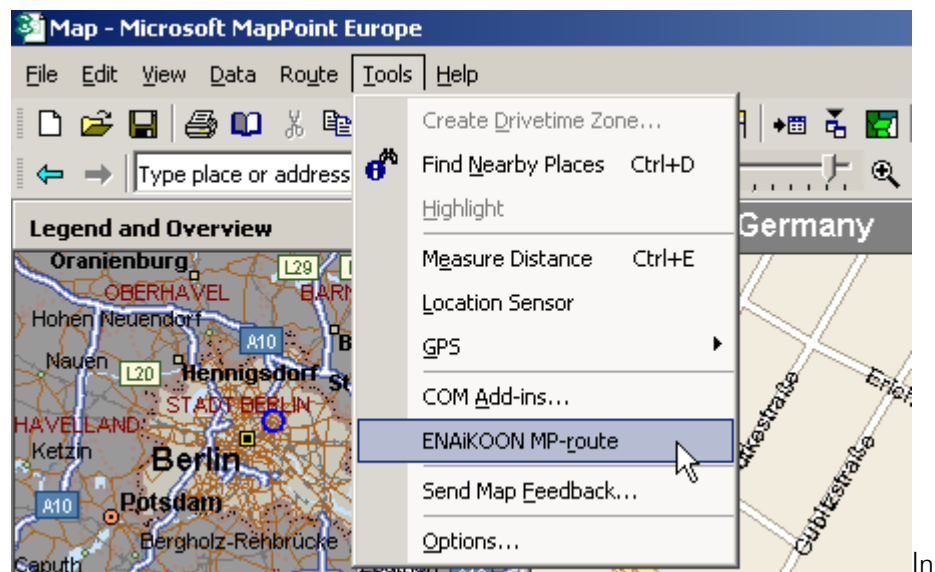 Map - Microsoft MapPoint Europe
File Edit View Data Route Tools Help
Type place or address
Legend and Overview
Germany
Create Drivetime Zone...
Find Nearby Places Ctrl+D
Highlight
Measure Distance Ctrl+E
Location Sensor
GPS
COM Add-ins...
ENAiKOON MP-route
Send Map Feedback...
Options...
Oranienburg
L29
OBERHAVEL
Hohen Neuendorf
A10
Nauen
L20
Hennigsdorf
STADT BERLIN
HAVELLAND
Ketzin
Berlin
A10
Potsdam
Bergholz-Rehbrücke
Caputh
Gubitzstraße
In